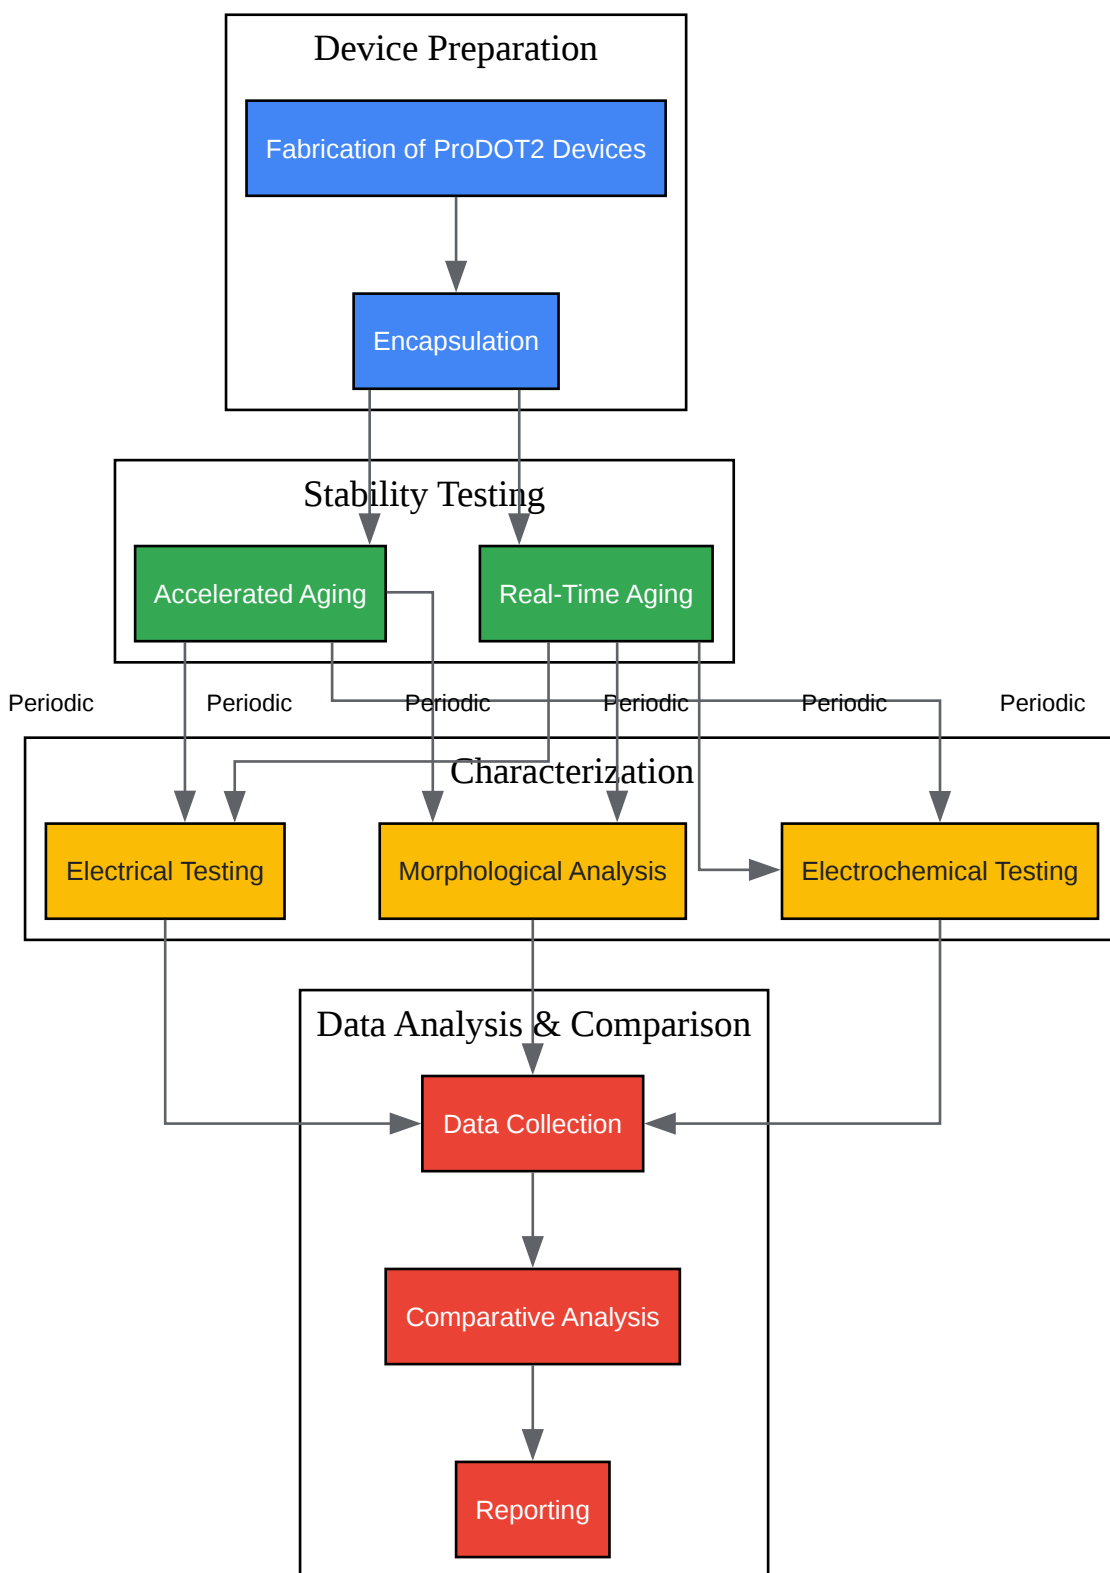 Device Preparation
Fabrication of ProDOT2 Devices
Encapsulation
Stability Testing
Accelerated Aging
Real-Time Aging
Periodic
Periodic
Periodic
Periodic
Periodic
Periodic
Characterization
Electrical Testing
Morphological Analysis
Electrochemical Testing
Data Analysis & Comparison
Data Collection
Comparative Analysis
Reporting